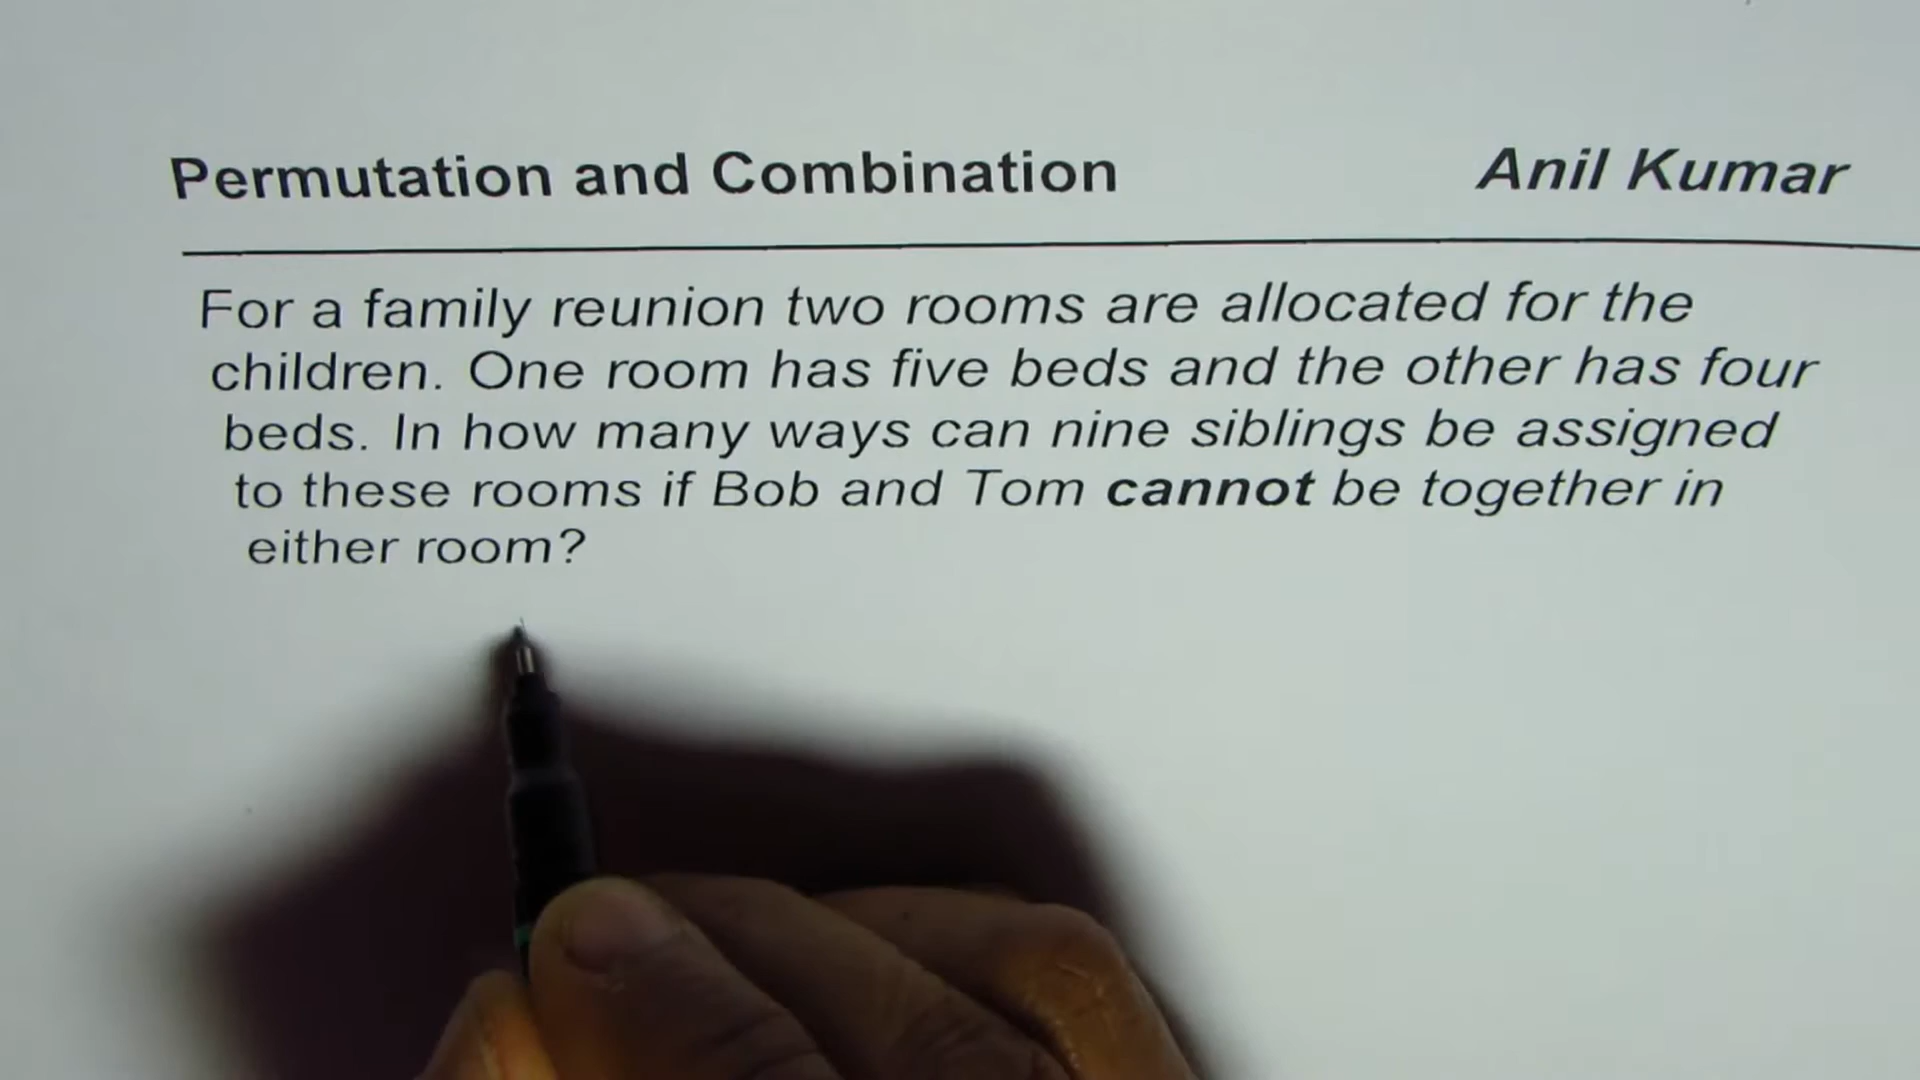 Permutation and Combination Anil Kumar
For a family reunion two rooms are allocated for the
children. One room has five beds and the other has four
beds. In how many ways can nine siblings be assigned
to these rooms if Bob and Tom cannot be together in
either room?